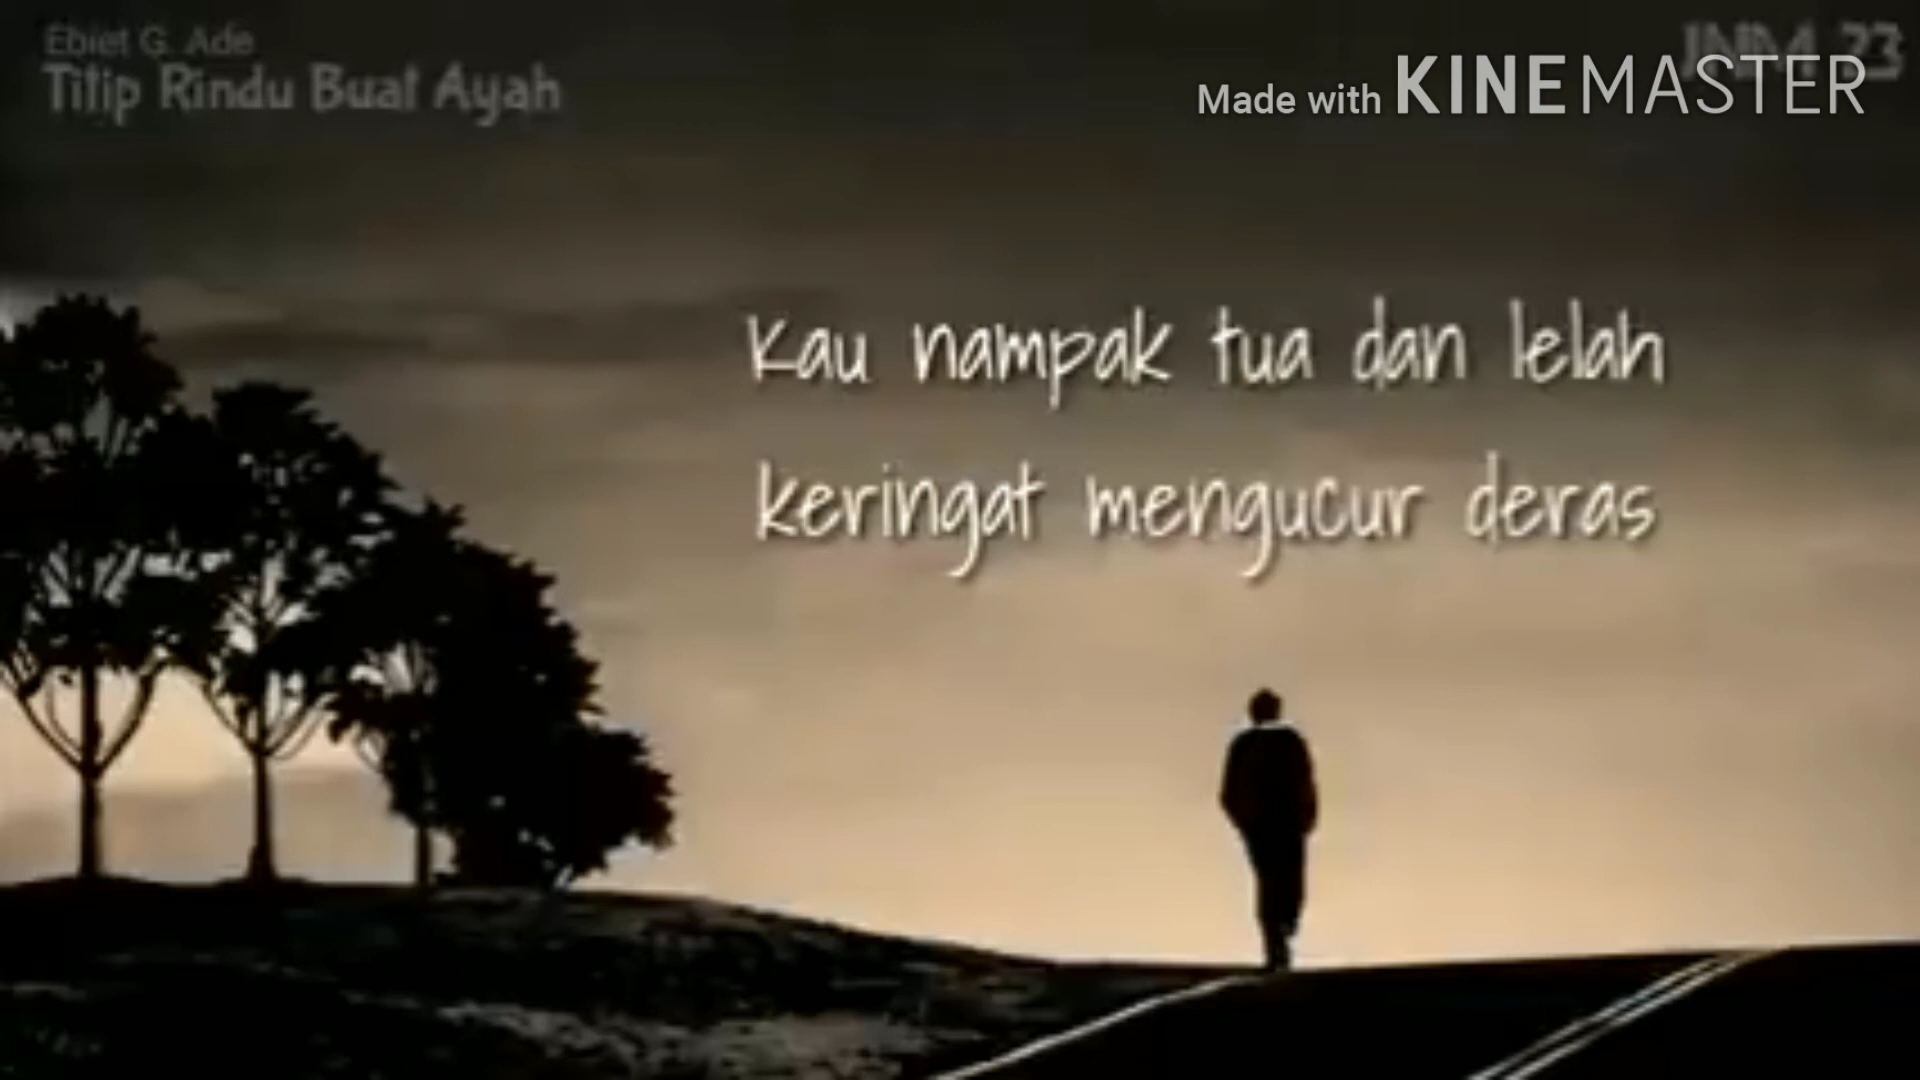 Ebiet G. Ade
Titip Rindu Buat Ayah
Made with KINEMASTER
Kau nampak tua dan lelah
keringat mengucur deras